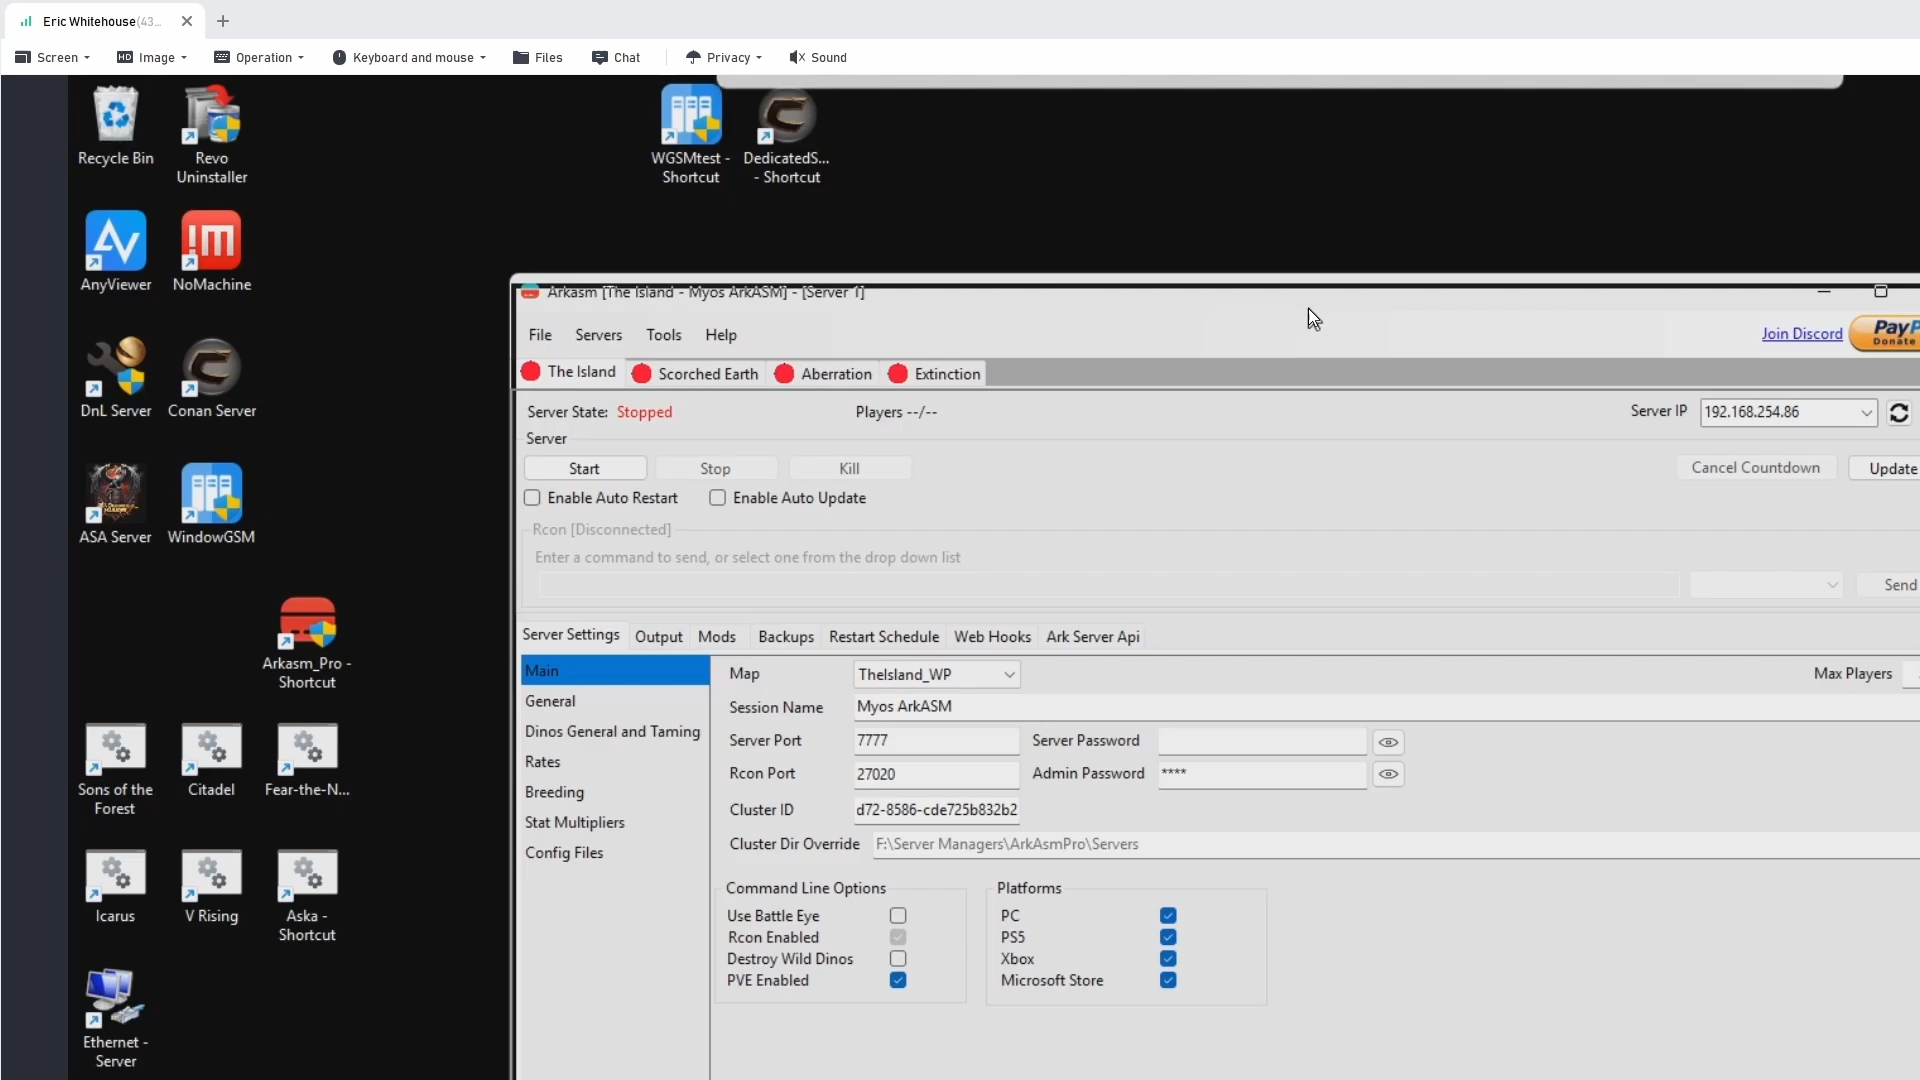 Eric Whitehouse(43...
Screen
HD Image
Operation
Keyboard and mouse
Files
Chat
Privacy
Sound
Recycle Bin
Revo
Uninstaller
WGSMtest -
Shortcut
DedicatedS...
- Shortcut
AnyViewer
NoMachine
DnL Server
Conan Server
ASA Server
WindowGSM
Arkasm_Pro -
Shortcut
Sons of the
Forest
Citadel
Fear-the-N...
Icarus
V Rising
Aska -
Shortcut
Ethernet -
Server
Arkasm [The Island - Myos ArkASM] - [Server 1]
File
Servers
Tools
Help
Join Discord
PayP
Donate
The Island
Scorched Earth
Aberration
Extinction
Server State: Stopped
Players --/--
Server IP
192.168.254.86
Server
Start
Stop
Kill
Cancel Countdown
Update
Enable Auto Restart
Enable Auto Update
Rcon [Disconnected]
Enter a command to send, or select one from the drop down list
Send
Server Settings
Output
Mods
Backups
Restart Schedule
Web Hooks
Ark Server Api
Main
General
Dinos General and Taming
Rates
Breeding
Stat Multipliers
Config Files
Map
TheIsland_WP
Max Players
Session Name
Myos ArkASM
Server Port
7777
Server Password
Rcon Port
27020
Admin Password
****
Cluster ID
d72-8586-cde725b832b2
Cluster Dir Override
F:\Server Managers\ArkAsmPro\Servers
Command Line Options
Use Battle Eye
Rcon Enabled
Destroy Wild Dinos
PVE Enabled
Platforms
PC
PS5
Xbox
Microsoft Store